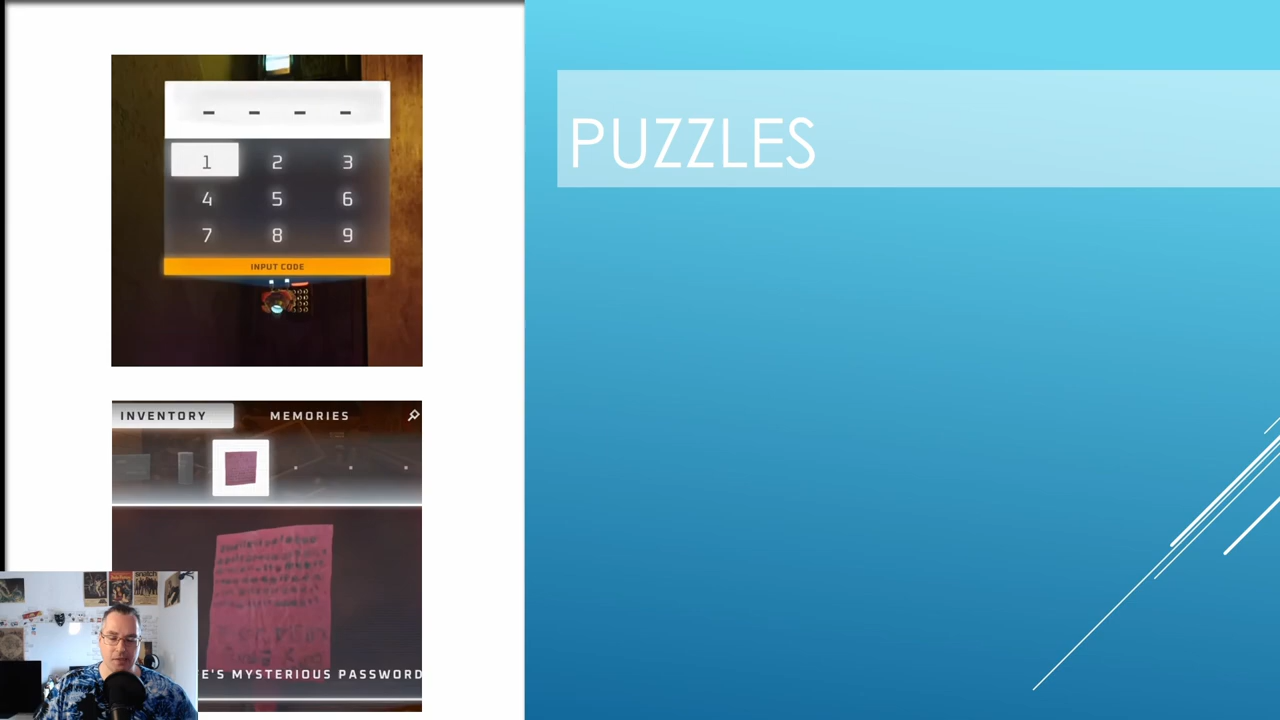 – – – –
1 2 3
4 5 6
7 8 9
INPUT CODE
INVENTORY MEMORIES
E'S MYSTERIOUS PASSWORD
PUZZLES